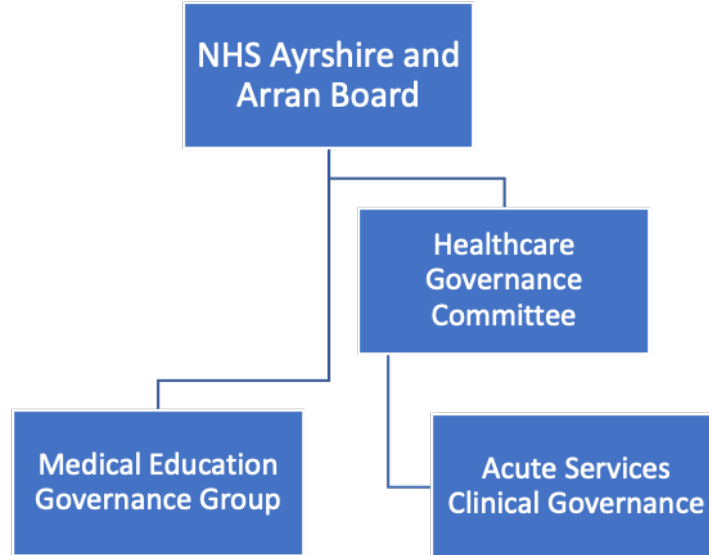 NHS Ayrshire and
Arran Board
Healthcare
Governance
Committee
Medical Education
Governance Group
Acute Services
Clinical Governance